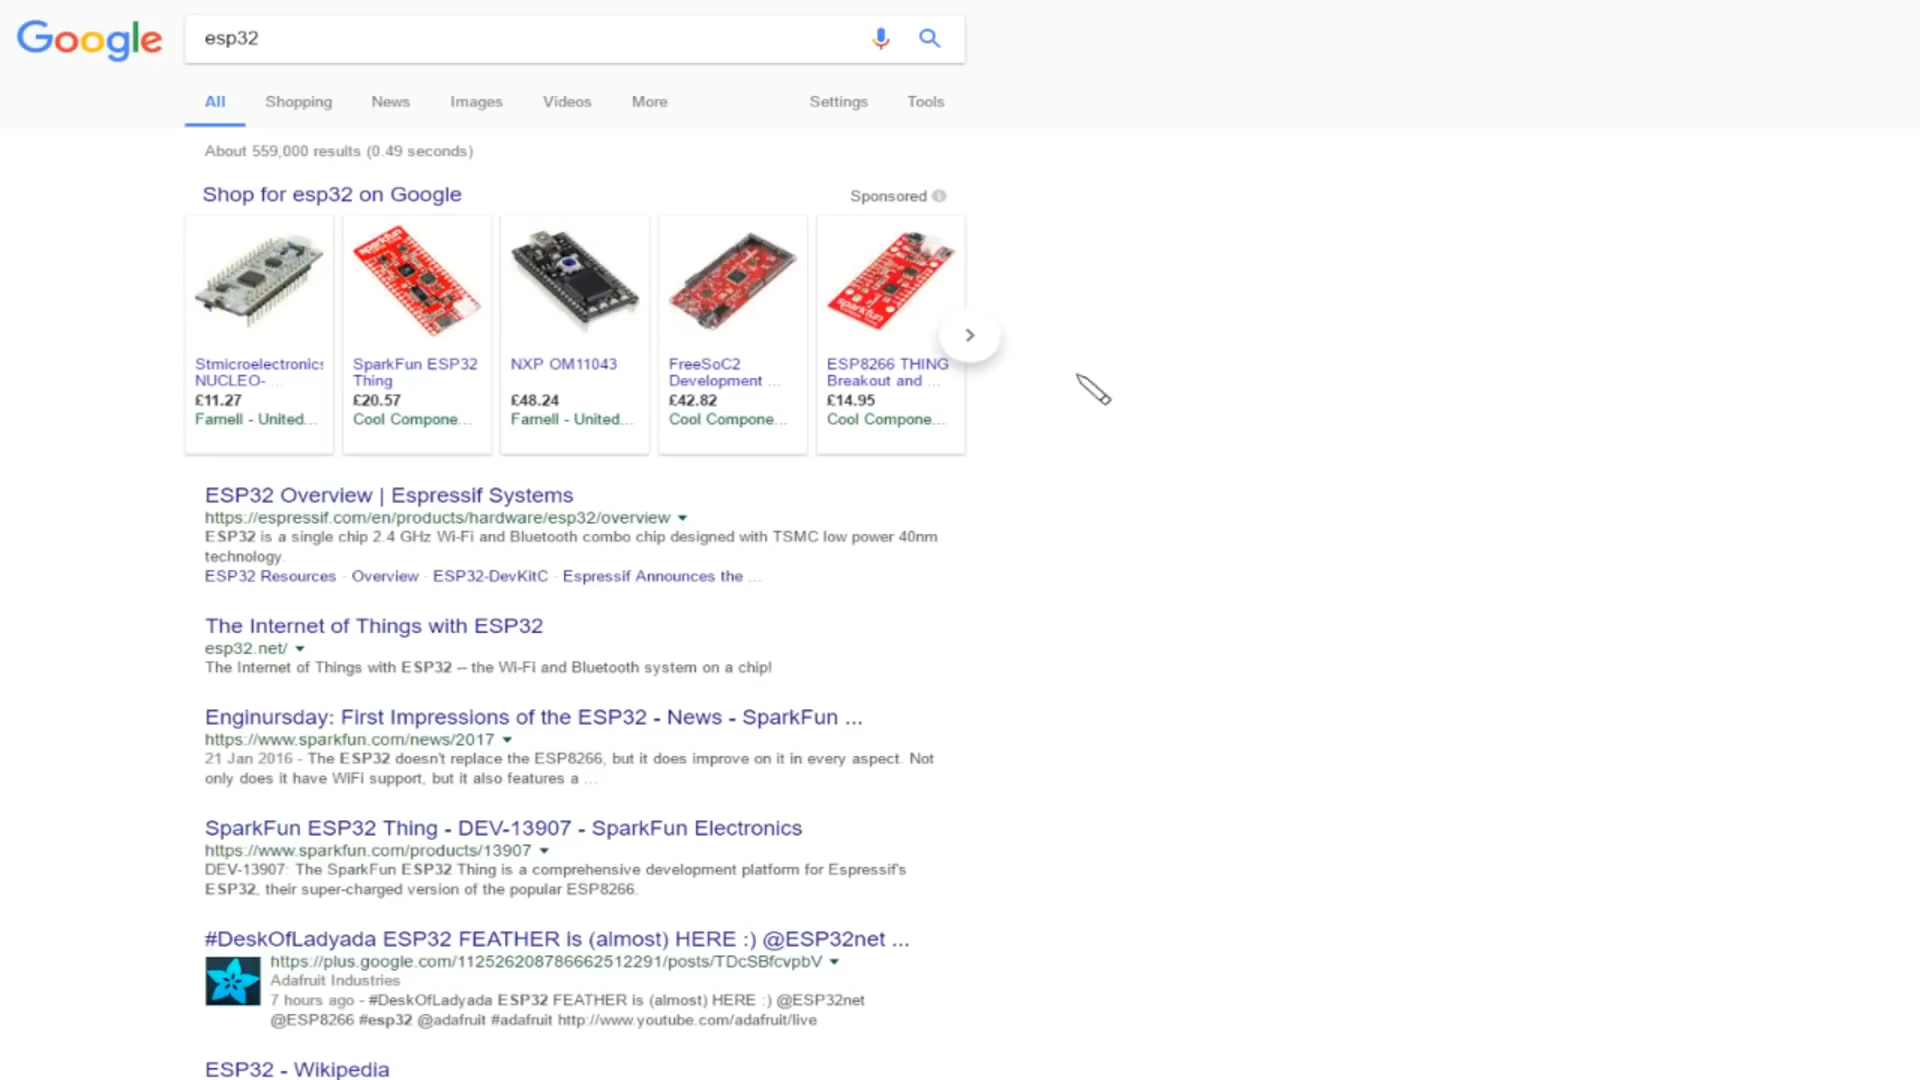 Google
esp32
All Shopping News Images Videos More Settings Tools
About 559,000 results (0.49 seconds)
Shop for esp32 on Google
Sponsored
Stmicroelectronics NUCLEO- ...
£11.27
Farnell - United...
SparkFun ESP32 Thing
£20.57
Cool Compone...
NXP OM11043
£48.24
Farnell - United...
FreeSoC2 Development ...
£42.82
Cool Compone...
ESP8266 THING Breakout and ...
£14.95
Cool Compone...
ESP32 Overview | Espressif Systems
https://espressif.com/en/products/hardware/esp32/overview
ESP32 is a single chip 2.4 GHz Wi-Fi and Bluetooth combo chip designed with TSMC low power 40nm
technology.
ESP32 Resources · Overview · ESP32-DevKitC · Espressif Announces the ...
The Internet of Things with ESP32
esp32.net/
The Internet of Things with ESP32 – the Wi-Fi and Bluetooth system on a chip!
Enginursday: First Impressions of the ESP32 - News - SparkFun ...
https://www.sparkfun.com/news/2017
21 Jan 2016 - The ESP32 doesn't replace the ESP8266, but it does improve on it in every aspect. Not
only does it have WiFi support, but it also features a ...
SparkFun ESP32 Thing - DEV-13907 - SparkFun Electronics
https://www.sparkfun.com/products/13907
DEV-13907: The SparkFun ESP32 Thing is a comprehensive development platform for Espressif's
ESP32, their super-charged version of the popular ESP8266.
#DeskOfLadyada ESP32 FEATHER is (almost) HERE :) @ESP32net ...
https://plus.google.com/112526208786662512291/posts/TDcSBfcvpbV
Adafruit Industries
7 hours ago - #DeskOfLadyada ESP32 FEATHER is (almost) HERE :) @ESP32net
@ESP8266 #esp32 @adafruit #adafruit http://www.youtube.com/adafruit/live
ESP32 - Wikipedia